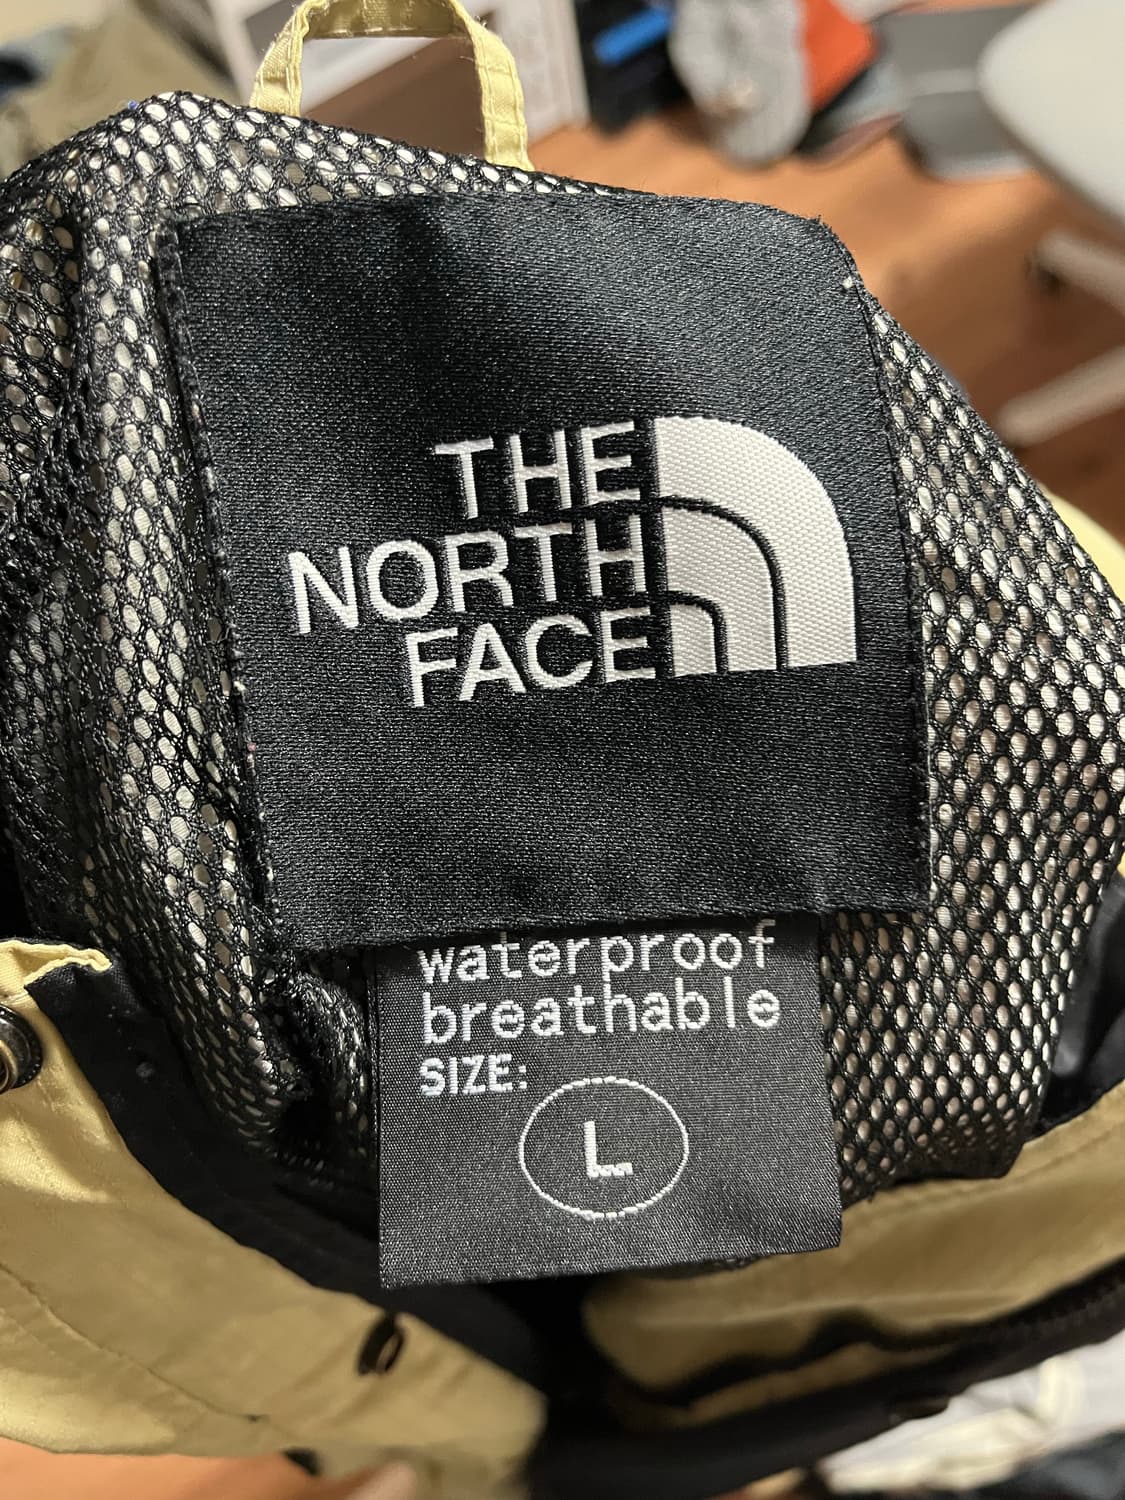 THE
NORTH
FACE
waterproof
breathable
SIZE:
L